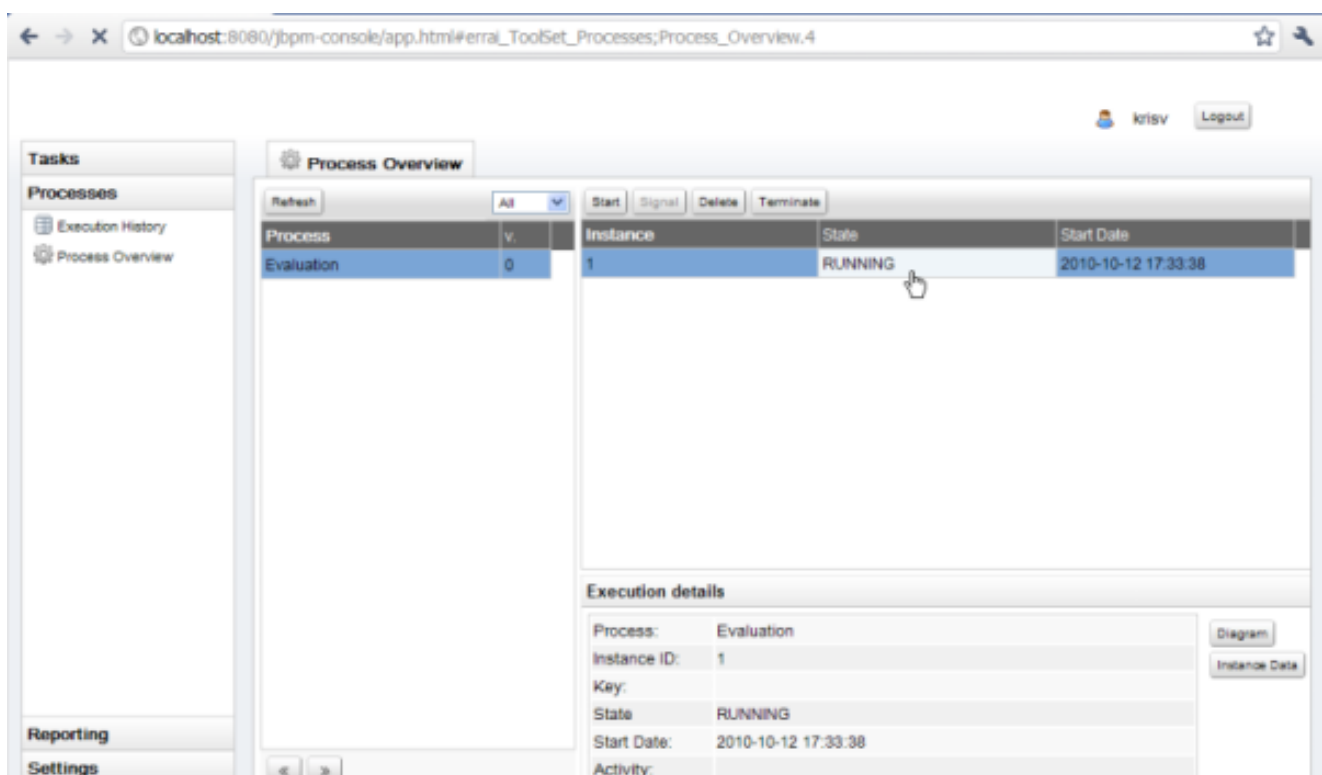 localhost:8080/jbpm-console/app.html#errai_ToolSet_Processes;Process_Overview.4
krisv Logout
Tasks
Processes
Execution History
Process Overview
Reporting
Settings
Process Overview
Refresh All
Process v.
Evaluation 0
« »
Start Signal Delete Terminate
Instance State Start Date
1 RUNNING 2010-10-12 17:33:38
Execution details
Process: Evaluation
Instance ID: 1
Key:
State RUNNING
Start Date: 2010-10-12 17:33:38
Activity:
Diagram
Instance Data